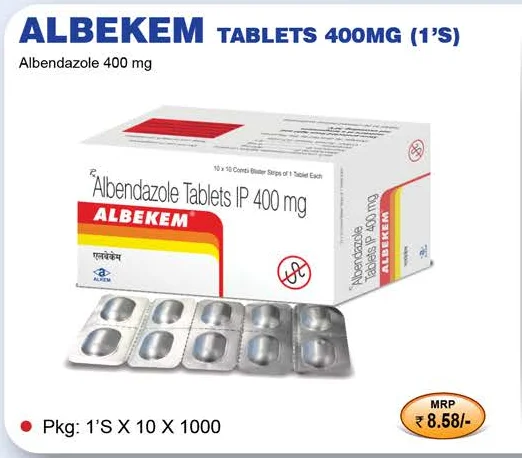 ALBEKEM TABLETS 400MG (1'S)
Albendazole 400 mg
10 x 10 Combi Blister Strips of 1 Tablet Each
Rx
Albendazole Tablets IP 400 mg
ALBEKEM®
एलबेकेम
ALKEM
Albendazole
Tablets IP 400 mg
ALBEKEM
Pkg: 1'S X 10 X 1000
MRP
₹ 8.58/-